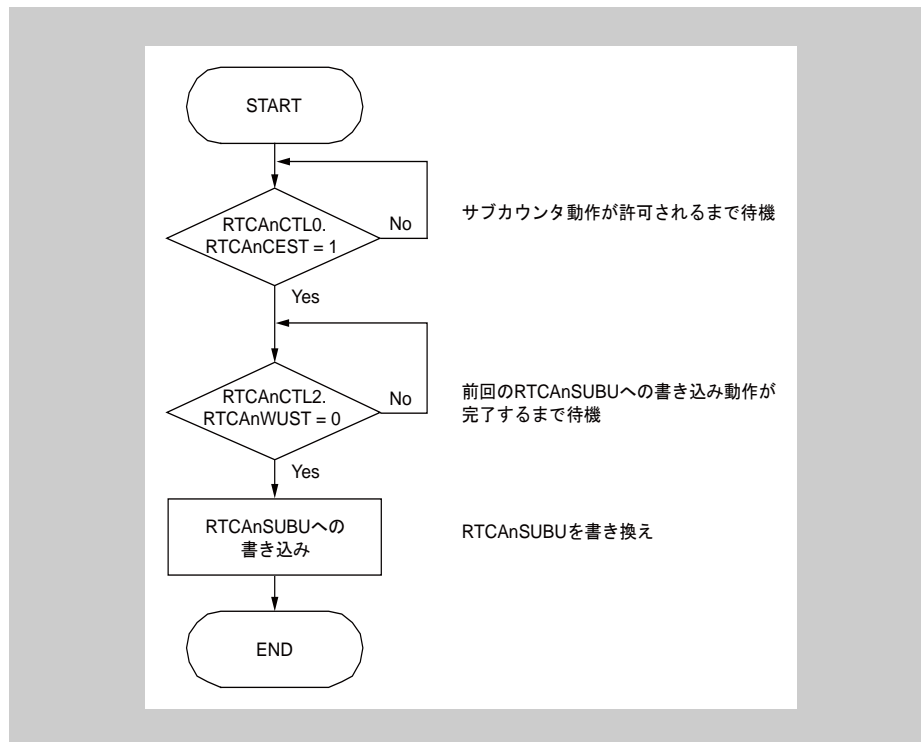 START
RTCAnCTL0.
RTCAnCEST = 1
No
サブカウンタ動作が許可されるまで待機
Yes
RTCAnCTL2.
RTCAnWUST = 0
No
前回のRTCAnSUBUへの書き込み動作が
完了するまで待機
Yes
RTCAnSUBUへの
書き込み
RTCAnSUBUを書き換え
END